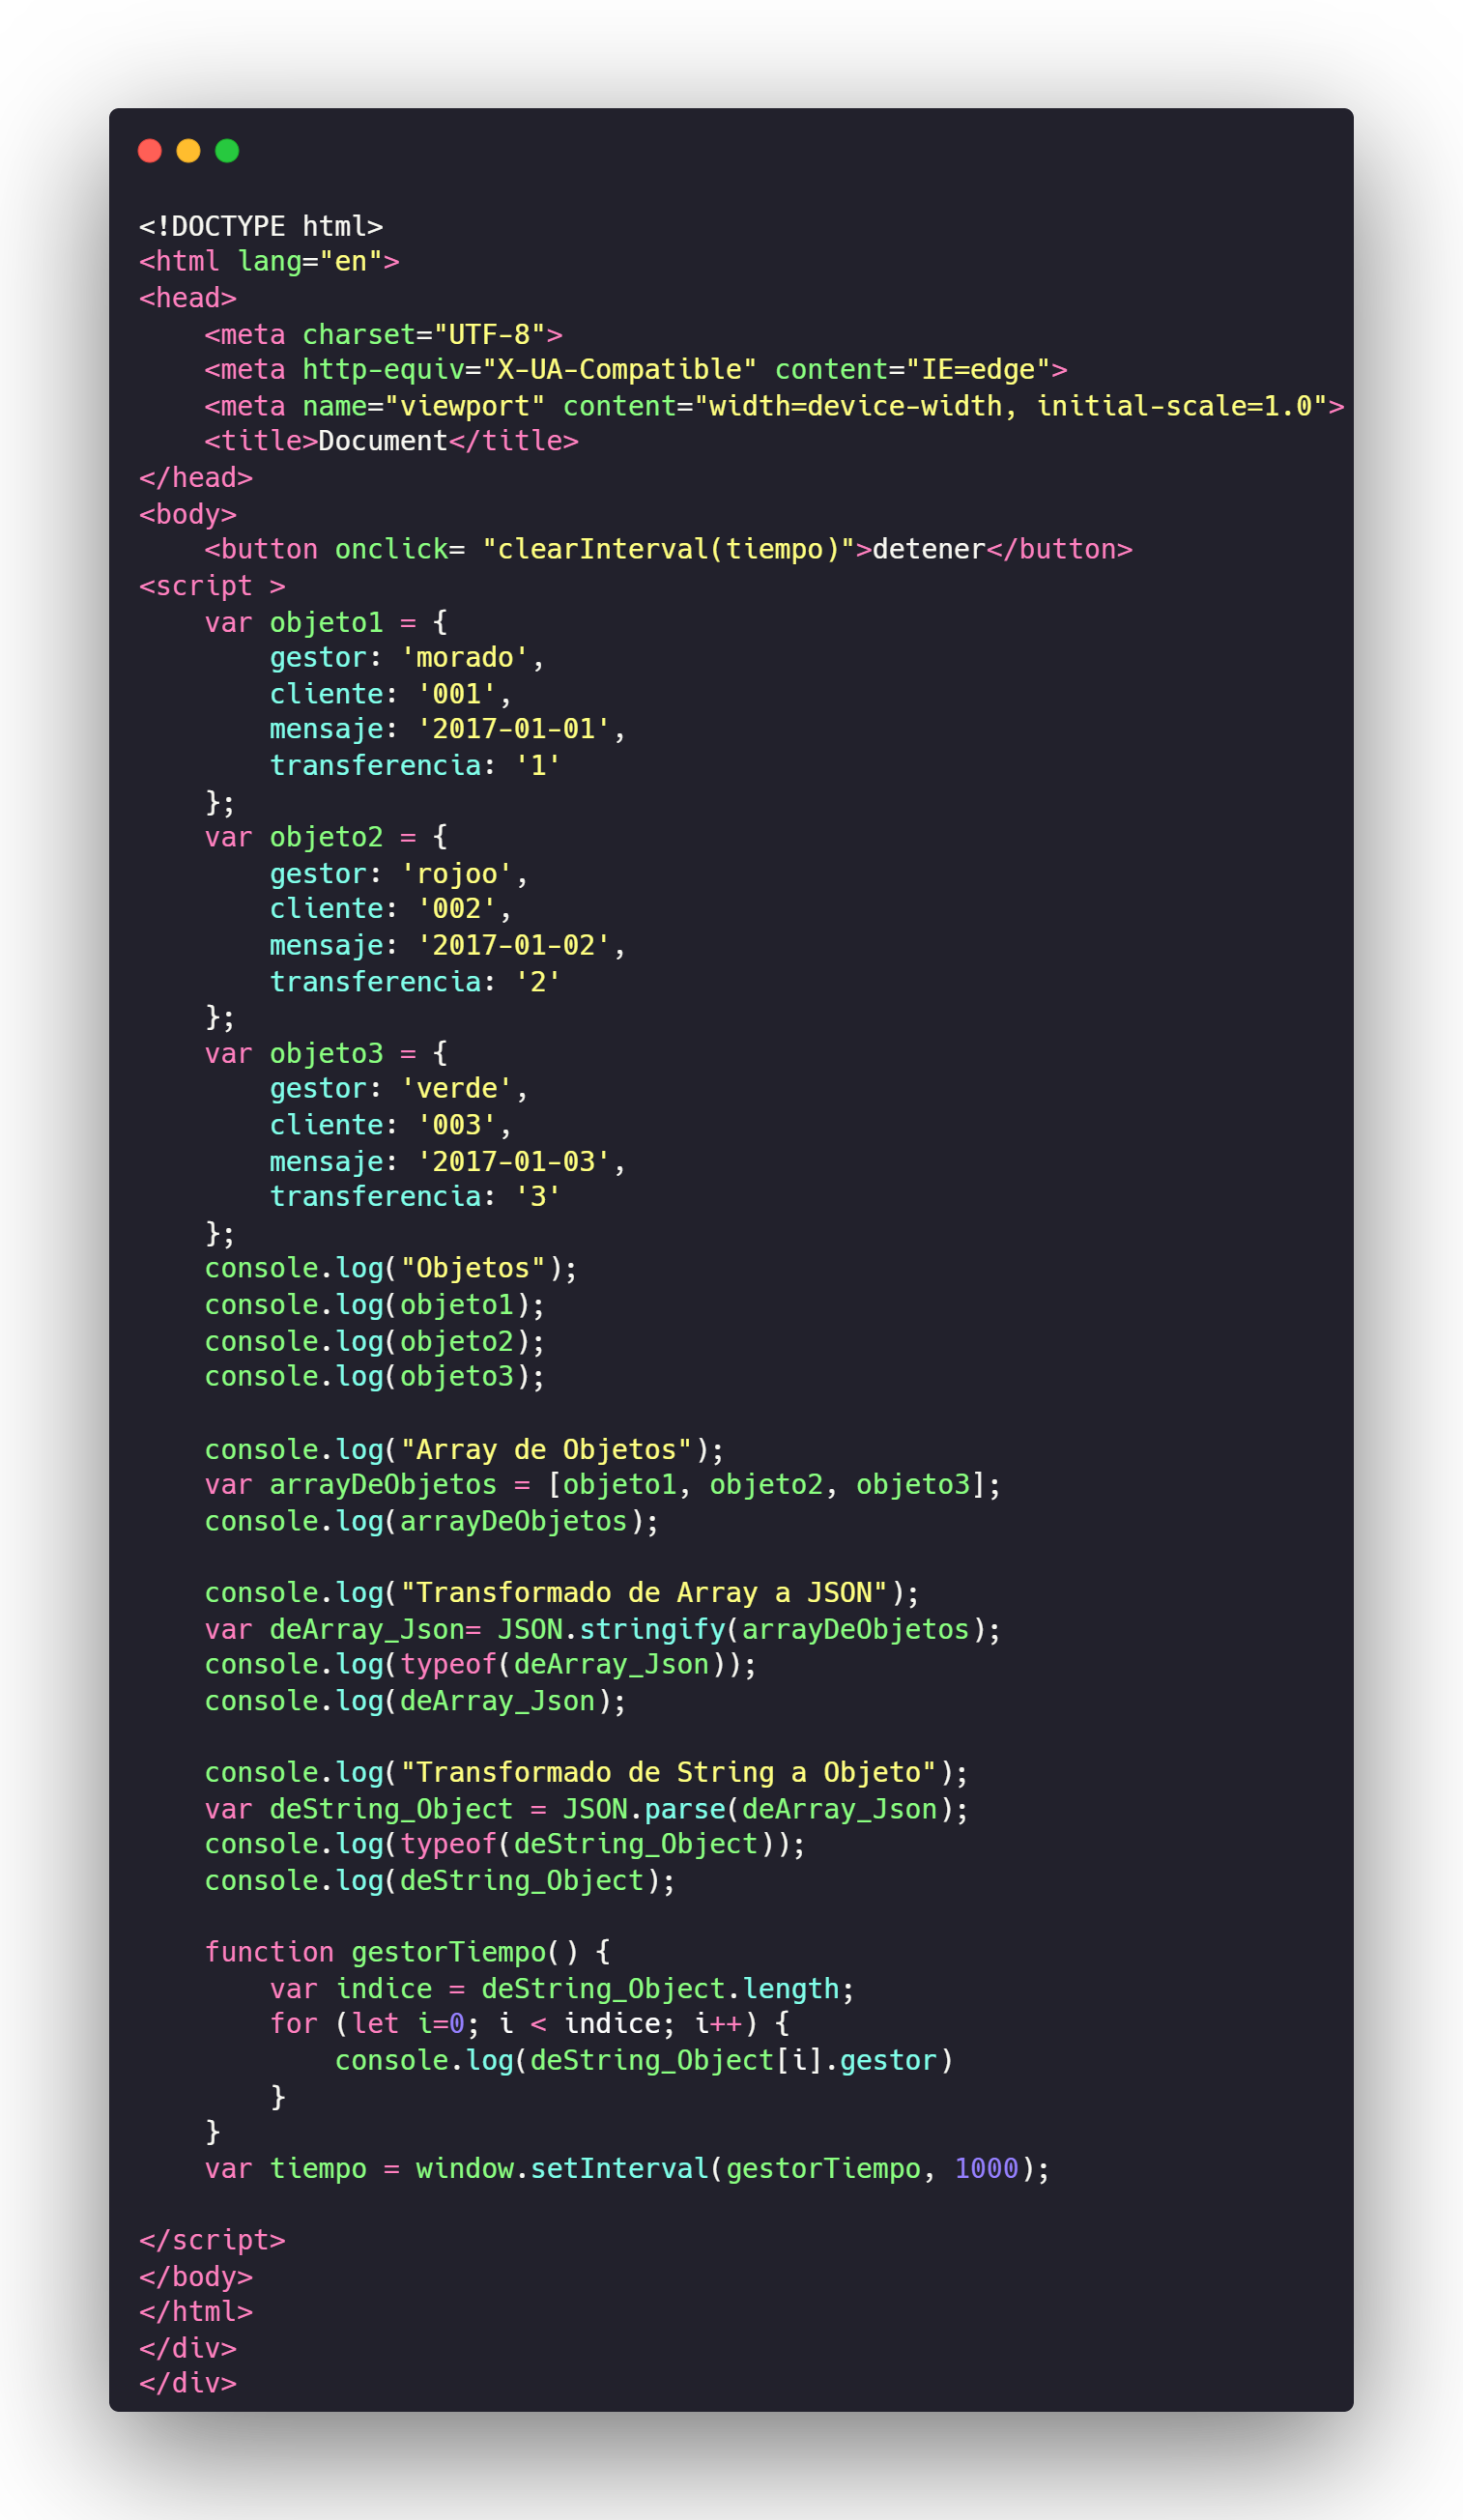 <!DOCTYPE html>
<html lang="en">
<head>
    <meta charset="UTF-8">
    <meta http-equiv="X-UA-Compatible" content="IE=edge">
    <meta name="viewport" content="width=device-width, initial-scale=1.0">
    <title>Document</title>
</head>
<body>
    <button onclick= "clearInterval(tiempo)">detener</button>
<script >
    var objeto1 = {
        gestor: 'morado',
        cliente: '001',
        mensaje: '2017-01-01',
        transferencia: '1'
    };
    var objeto2 = {
        gestor: 'rojoo',
        cliente: '002',
        mensaje: '2017-01-02',
        transferencia: '2'
    };
    var objeto3 = {
        gestor: 'verde',
        cliente: '003',
        mensaje: '2017-01-03',
        transferencia: '3'
    };
    console.log("Objetos");
    console.log(objeto1);
    console.log(objeto2);
    console.log(objeto3);

    console.log("Array de Objetos");
    var arrayDeObjetos = [objeto1, objeto2, objeto3];
    console.log(arrayDeObjetos);

    console.log("Transformado de Array a JSON");
    var deArray_Json= JSON.stringify(arrayDeObjetos);
    console.log(typeof(deArray_Json));
    console.log(deArray_Json);

    console.log("Transformado de String a Objeto");
    var deString_Object = JSON.parse(deArray_Json);
    console.log(typeof(deString_Object));
    console.log(deString_Object);

    function gestorTiempo() {
        var indice = deString_Object.length;
        for (let i=0; i < indice; i++) {
            console.log(deString_Object[i].gestor)
        }
    }
    var tiempo = window.setInterval(gestorTiempo, 1000);

</script>
</body>
</html>
</div>
</div>